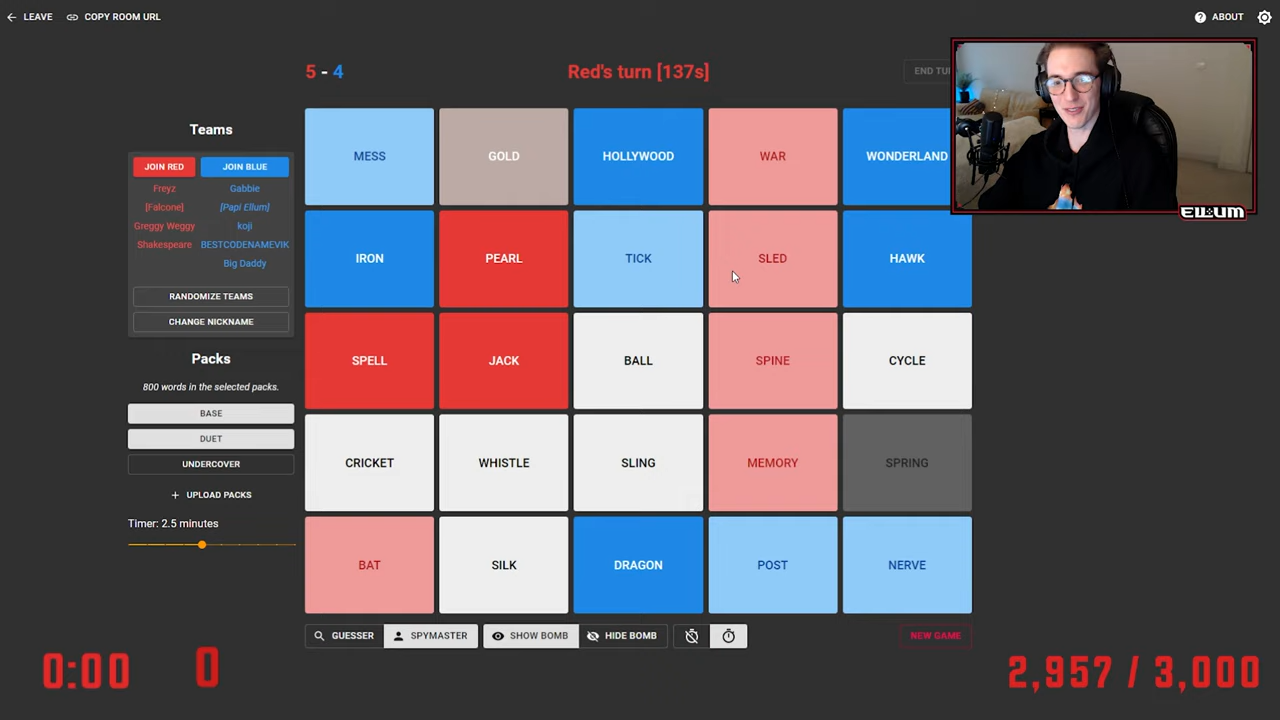 LEAVE
COPY ROOM URL
ABOUT
5 - 4
Red's turn [137s]
END TU
Teams
JOIN RED
JOIN BLUE
Freyz
Gabbie
[Falcone]
[Papi Ellum]
Greggy Weggy
koji
Shakespeare
BESTCODENAMEVIK
Big Daddy
RANDOMIZE TEAMS
CHANGE NICKNAME
Packs
800 words in the selected packs.
BASE
DUET
UNDERCOVER
+ UPLOAD PACKS
Timer: 2.5 minutes
MESS
GOLD
HOLLYWOOD
WAR
WONDERLAND
IRON
PEARL
TICK
SLED
HAWK
SPELL
JACK
BALL
SPINE
CYCLE
CRICKET
WHISTLE
SLING
MEMORY
SPRING
BAT
SILK
DRAGON
POST
NERVE
GUESSER
SPYMASTER
SHOW BOMB
HIDE BOMB
NEW GAME
ELLUM
0:00
0
2,957 / 3,000